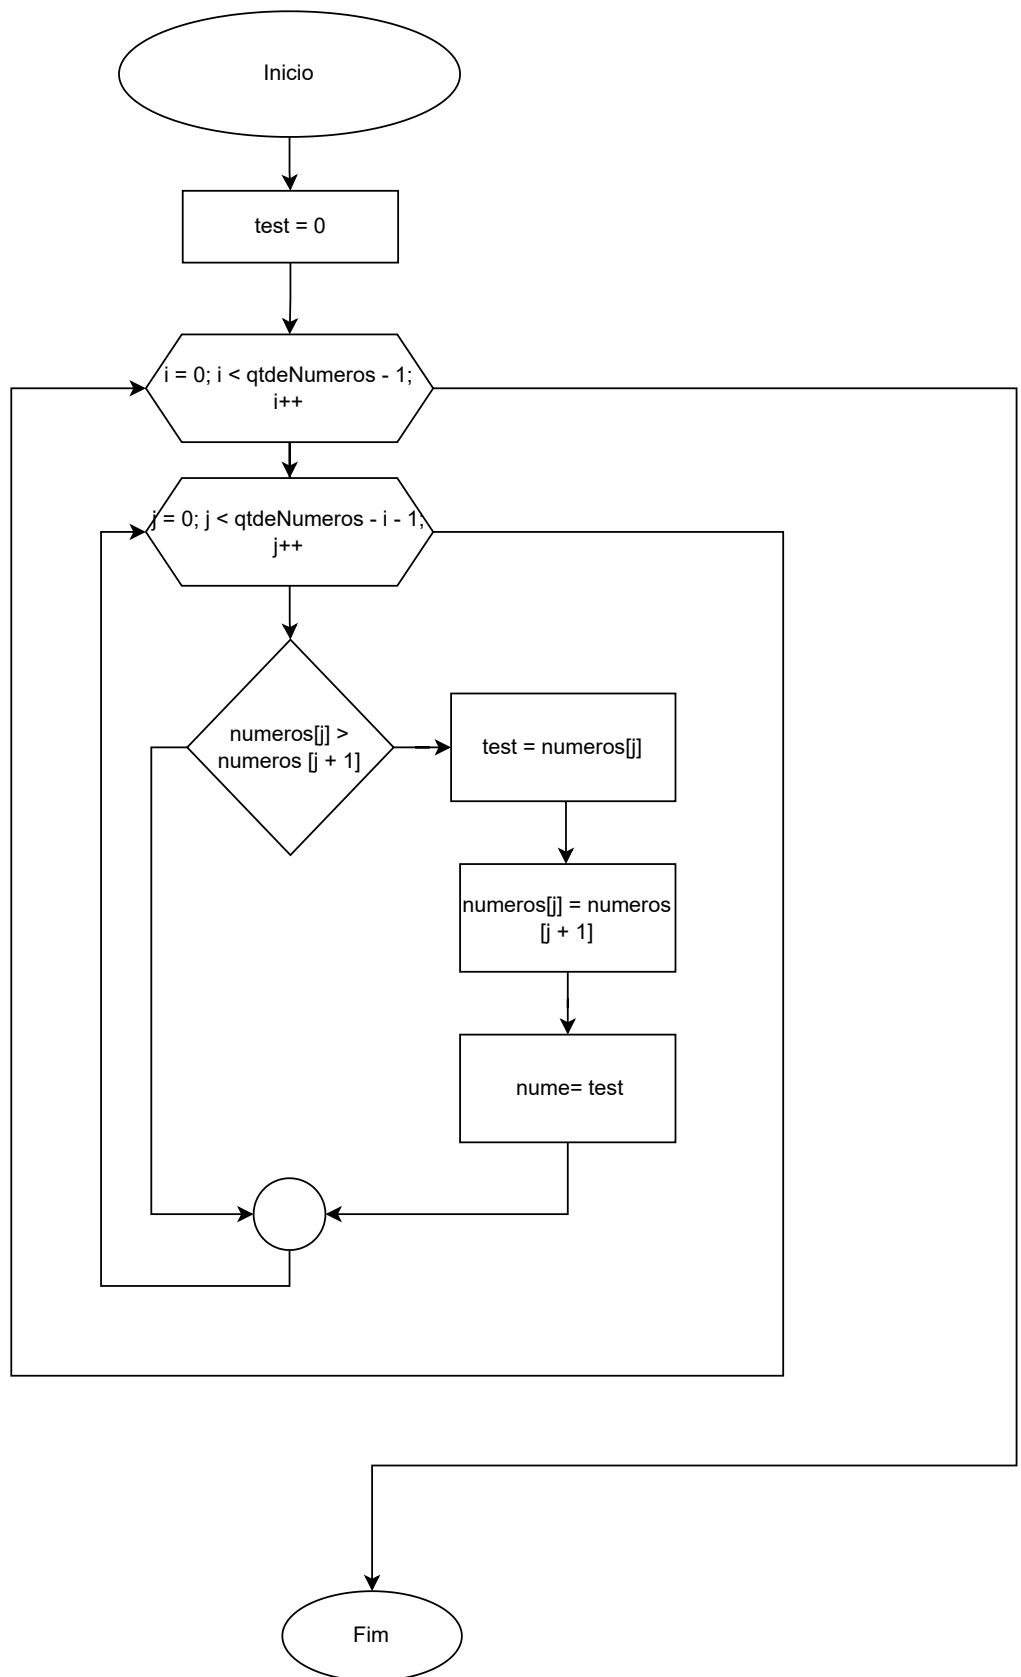 Inicio
test = 0
i = 0; i < qtdeNumeros - 1;
i++
j = 0; j < qtdeNumeros - i - 1;
j++
numeros[j] >
numeros [j + 1]
test = numeros[j]
numeros[j] = numeros
[j + 1]
nume= test
Fim